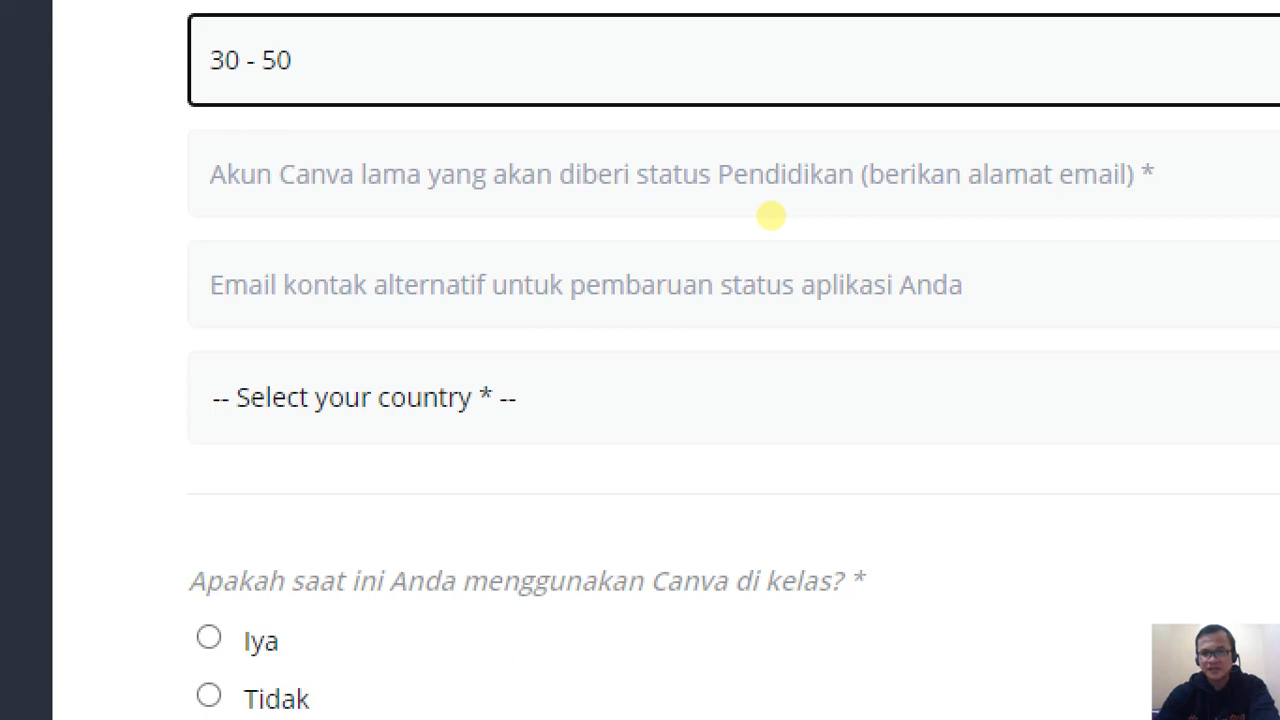 30 - 50
Akun Canva lama yang akan diberi status Pendidikan (berikan alamat email) *
Email kontak alternatif untuk pembaruan status aplikasi Anda
-- Select your country * --
Apakah saat ini Anda menggunakan Canva di kelas? *
Iya
Tidak